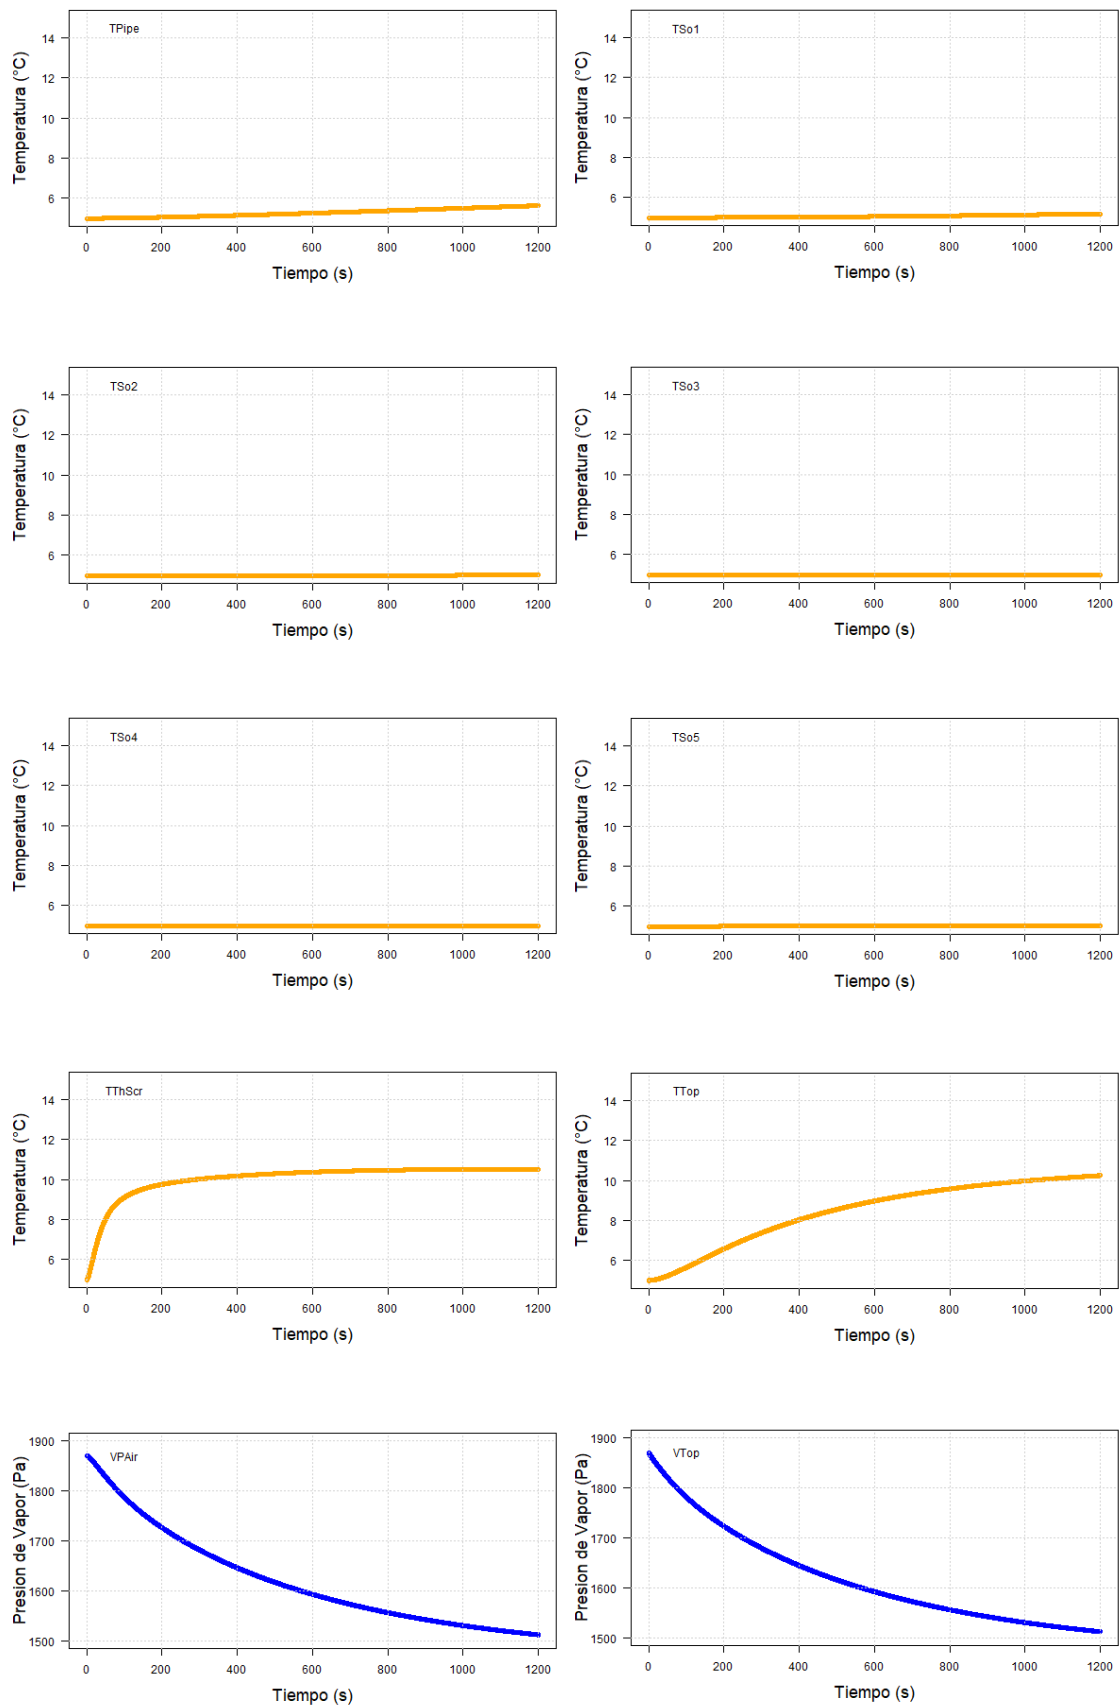 TPipe
Temperatura (°C)
14
12
10
8
6
0 200 400 600 800 1000 1200
Tiempo (s)
TSo1
Temperatura (°C)
14
12
10
8
6
0 200 400 600 800 1000 1200
Tiempo (s)
TSo2
Temperatura (°C)
14
12
10
8
6
0 200 400 600 800 1000 1200
Tiempo (s)
TSo3
Temperatura (°C)
14
12
10
8
6
0 200 400 600 800 1000 1200
Tiempo (s)
TSo4
Temperatura (°C)
14
12
10
8
6
0 200 400 600 800 1000 1200
Tiempo (s)
TSo5
Temperatura (°C)
14
12
10
8
6
0 200 400 600 800 1000 1200
Tiempo (s)
TThScr
Temperatura (°C)
14
12
10
8
6
0 200 400 600 800 1000 1200
Tiempo (s)
TTop
Temperatura (°C)
14
12
10
8
6
0 200 400 600 800 1000 1200
Tiempo (s)
VPAir
Presion de Vapor (Pa)
1900
1800
1700
1600
1500
0 200 400 600 800 1000 1200
Tiempo (s)
VTop
Presion de Vapor (Pa)
1900
1800
1700
1600
1500
0 200 400 600 800 1000 1200
Tiempo (s)